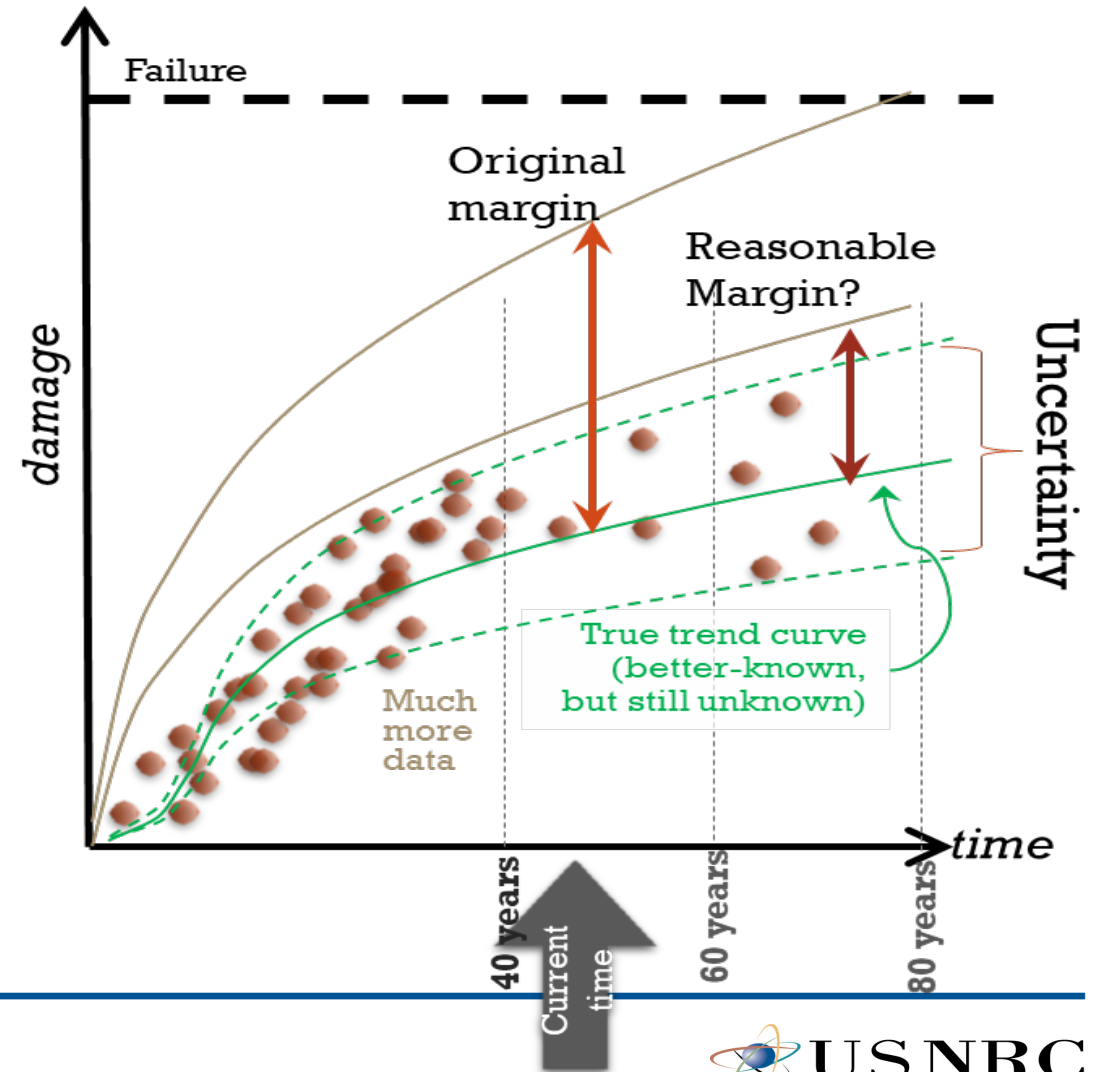 Failure
Original
margin
Reasonable
Margin?
damage
Uncertainty
True trend curve
(better-known,
but still unknown)
Much
more
data
time
40 years
60 years
80 years
Current
time
USNRC